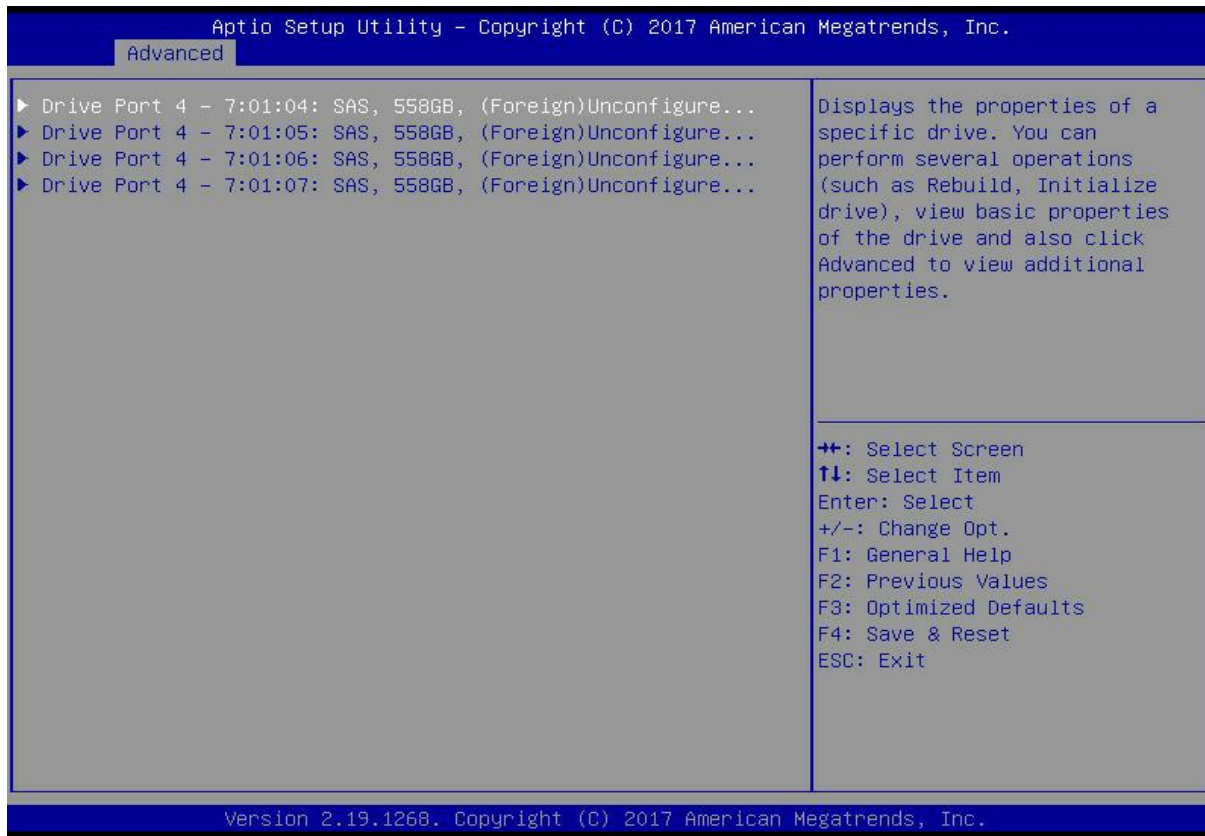 Aptio Setup Utility – Copyright (C) 2017 American Megatrends, Inc.
Advanced
▶ Drive Port 4 – 7:01:04: SAS, 558GB, (Foreign)Unconfigure...
▶ Drive Port 4 – 7:01:05: SAS, 558GB, (Foreign)Unconfigure...
▶ Drive Port 4 – 7:01:06: SAS, 558GB, (Foreign)Unconfigure...
▶ Drive Port 4 – 7:01:07: SAS, 558GB, (Foreign)Unconfigure...
Displays the properties of a
specific drive. You can
perform several operations
(such as Rebuild, Initialize
drive), view basic properties
of the drive and also click
Advanced to view additional
properties.
→←: Select Screen
↑↓: Select Item
Enter: Select
+/-: Change Opt.
F1: General Help
F2: Previous Values
F3: Optimized Defaults
F4: Save & Reset
ESC: Exit
Version 2.19.1268. Copyright (C) 2017 American Megatrends, Inc.